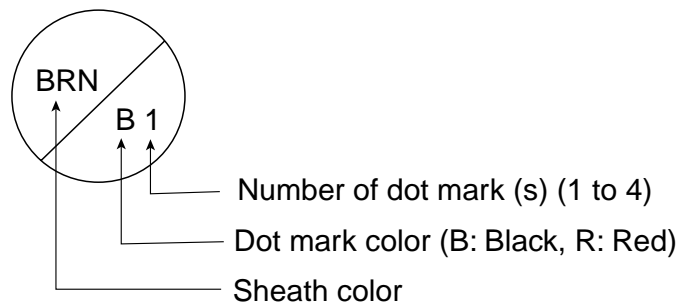 BRN
B 1
Number of dot mark (s) (1 to 4)
Dot mark color (B: Black, R: Red)
Sheath color